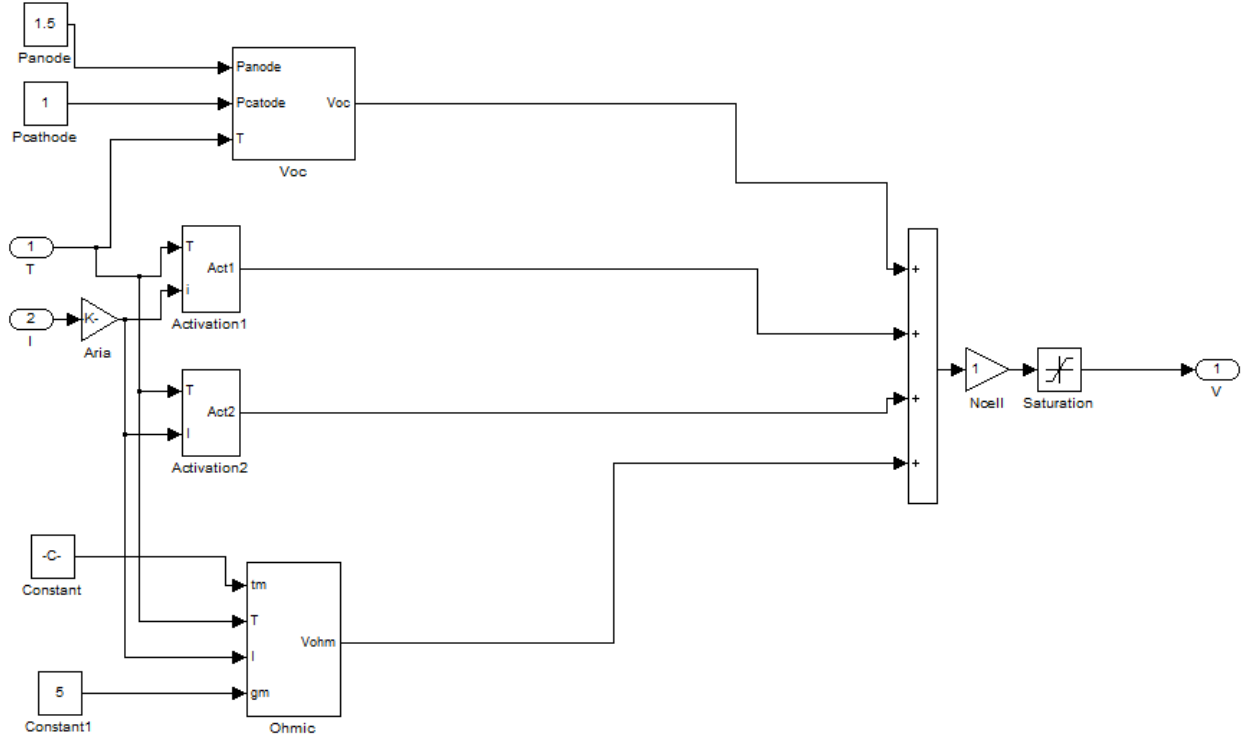 1.5
Panode
1
Pcathode
Panode
Pcatode
T
Voc
Voc
1
T
2
I
K-
Aria
T
i
Act1
Activation1
T
I
Act2
Activation2
-C-
Constant
5
Constant1
tm
T
I
gm
Vohm
Ohmic
+
+
+
+
1
Ncell
Saturation
1
V